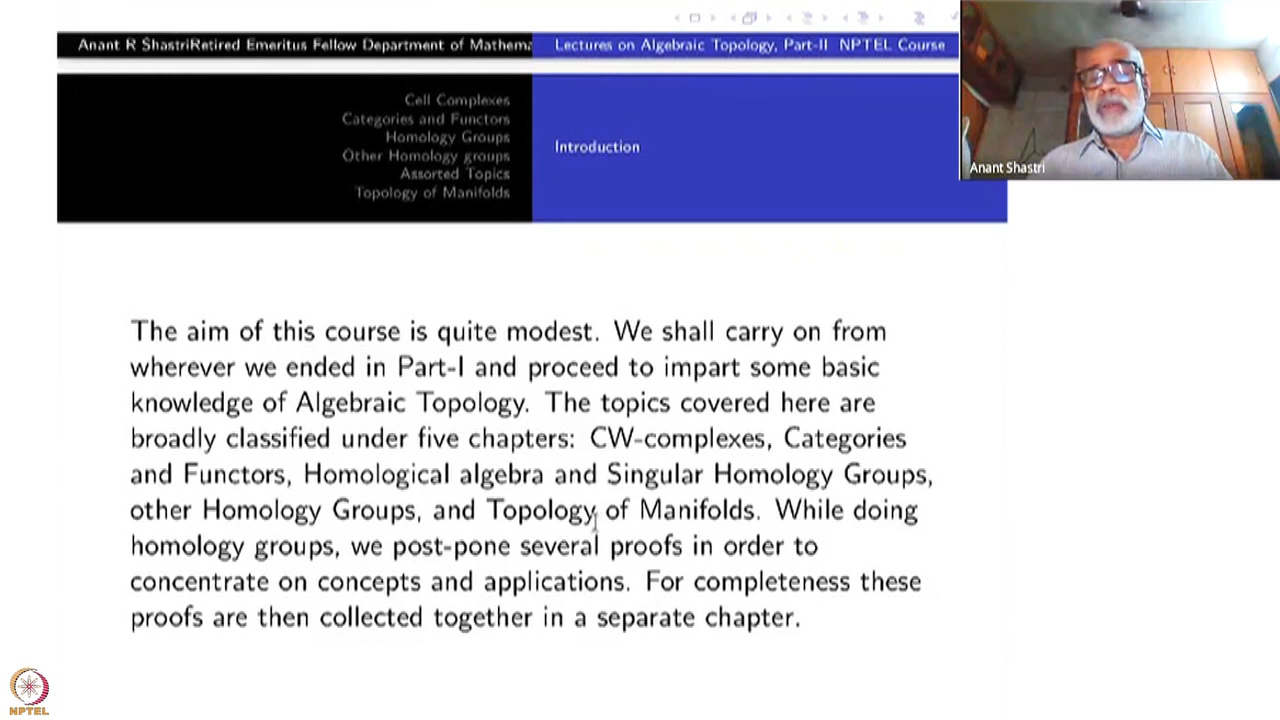 Anant R ShastriRetired Emeritus Fellow Department of Mathema
Lectures on Algebraic Topology, Part-II NPTEL Course
Cell Complexes
Categories and Functors
Homology Groups
Other Homology groups
Assorted Topics
Topology of Manifolds
Introduction
Anant Shastri
The aim of this course is quite modest. We shall carry on from
wherever we ended in Part-I and proceed to impart some basic
knowledge of Algebraic Topology. The topics covered here are
broadly classified under five chapters: CW-complexes, Categories
and Functors, Homological algebra and Singular Homology Groups,
other Homology Groups, and Topology of Manifolds. While doing
homology groups, we post-pone several proofs in order to
concentrate on concepts and applications. For completeness these
proofs are then collected together in a separate chapter.
NPTEL